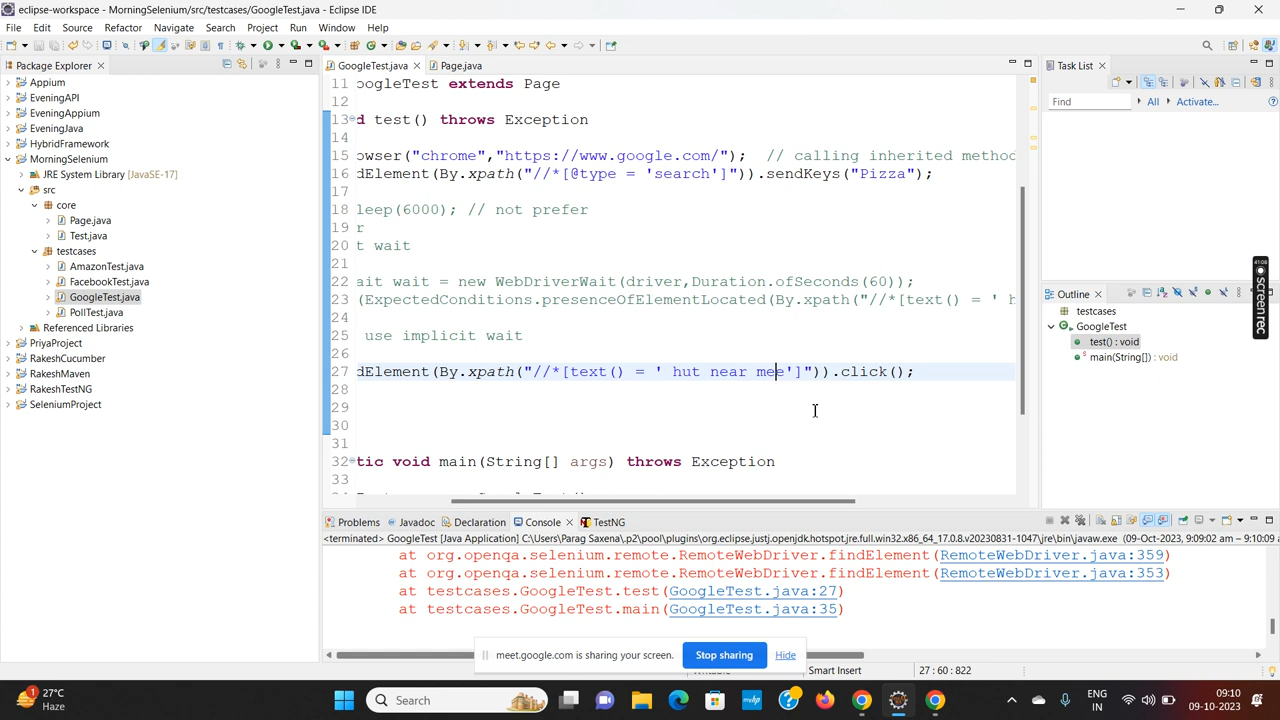 eclipse-workspace - MorningSelenium/src/testcases/GoogleTest.java - Eclipse IDE
File Edit Source Refactor Navigate Search Project Run Window Help
Package Explorer
GoogleTest.java
Page.java
Task List
Appium
EveningAPI
EveningAppium
EveningJava
HybridFramework
MorningSelenium
JRE System Library [JavaSE-17]
src
core
Page.java
Test.java
testcases
AmazonTest.java
FacebookTest.java
GoogleTest.java
PollTest.java
Referenced Libraries
PriyaProject
RakeshCucumber
RakeshMaven
RakeshTestNG
SeleniumProject
11 oogleTest extends Page
12
13 d test() throws Exception
14
15 owser("chrome","https://www.google.com/"); // calling inherited method
16 dElement(By.xpath("//*[@type = 'search']")).sendKeys("Pizza");
17
18 leep(6000); // not prefer
19 r
20 t wait
21
22 ait wait = new WebDriverWait(driver,Duration.ofSeconds(60));
23 (ExpectedConditions.presenceOfElementLocated(By.xpath("//*[text() = ' h
24
25 use implicit wait
26
27 dElement(By.xpath("//*[text() = ' hut near mee']")).click();
28
29
30
31
32 tic void main(String[] args) throws Exception
33
Find All Activate... ?
41:08
screen rec
Outline
testcases
GoogleTest
test() : void
main(String[]) : void
Problems Javadoc Declaration Console TestNG
<terminated> GoogleTest [Java Application] C:\Users\Parag Saxena\.p2\pool\plugins\org.eclipse.justj.openjdk.hotspot.jre.full.win32.x86_64_17.0.8.v20230831-1047\jre\bin\javaw.exe (09-Oct-2023, 9:09:02 am – 9:10:09
at org.openqa.selenium.remote.RemoteWebDriver.findElement(RemoteWebDriver.java:359)
at org.openqa.selenium.remote.RemoteWebDriver.findElement(RemoteWebDriver.java:353)
at testcases.GoogleTest.test(GoogleTest.java:27)
at testcases.GoogleTest.main(GoogleTest.java:35)
meet.google.com is sharing your screen. Stop sharing Hide
Smart Insert 27 : 60 : 822
1 27°C
Haze
Search
ENG
IN
09:10
09-10-2023